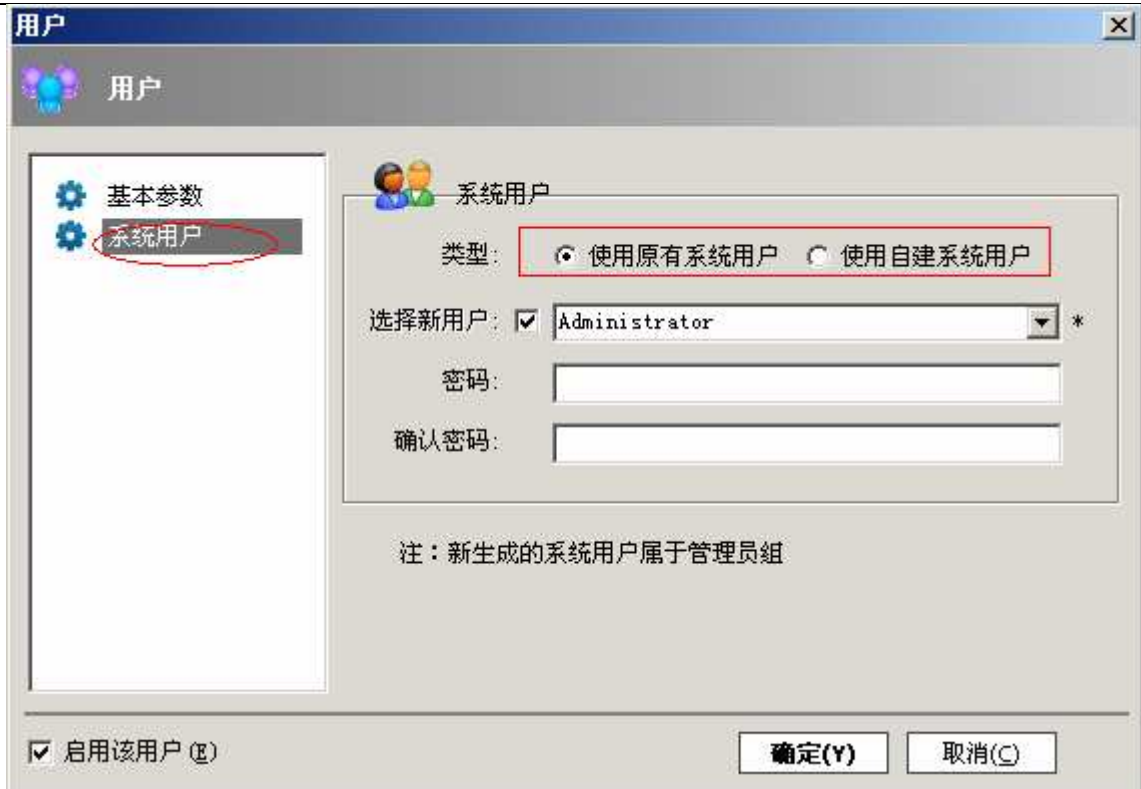 用户
用户
基本参数
系统用户
系统用户
类型: 使用原有系统用户 使用自建系统用户
选择新用户: Administrator *
密码:
确认密码:
注：新生成的系统用户属于管理员组
启用该用户(E) 确定(Y) 取消(C)